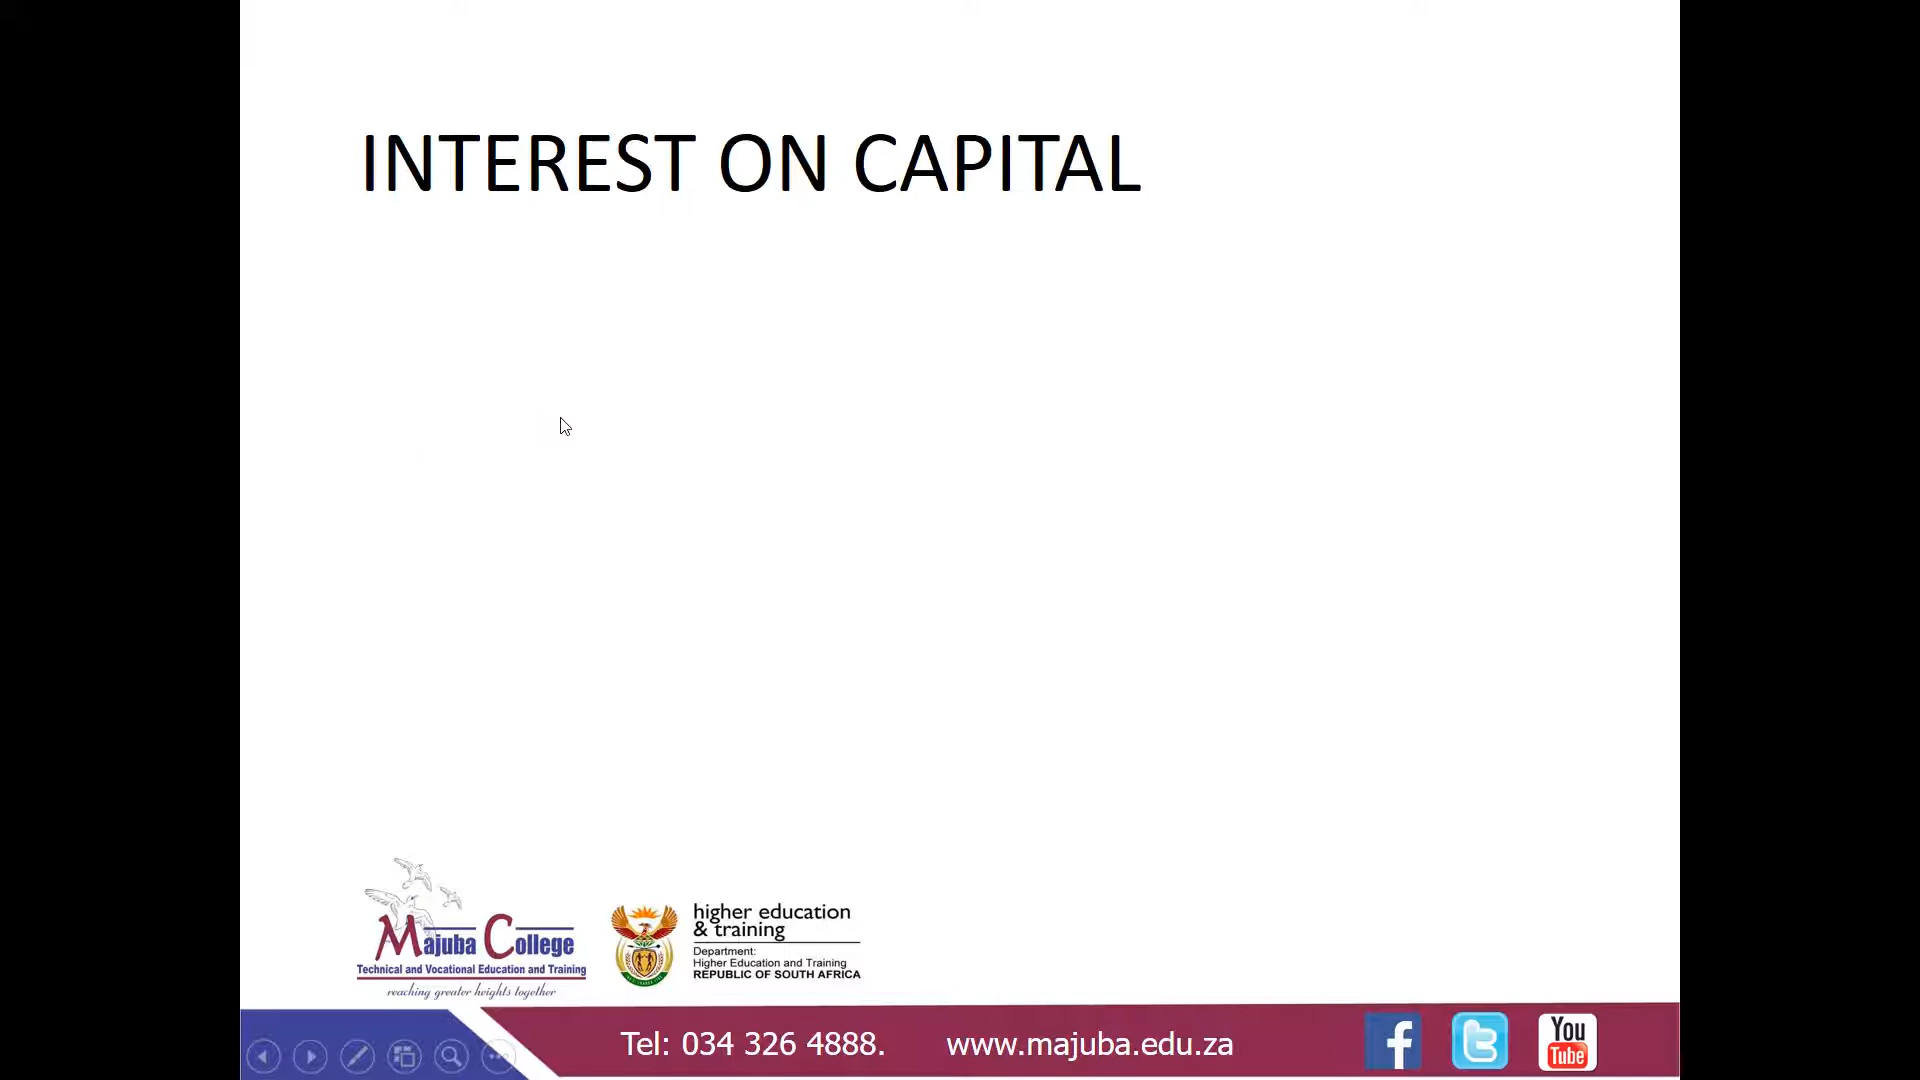 INTEREST ON CAPITAL
Majuba College
Technical and Vocational Education and Training
reaching greater heights together
higher education
& training
Department:
Higher Education and Training
REPUBLIC OF SOUTH AFRICA
Tel: 034 326 4888. www.majuba.edu.za
f
t
You
Tube